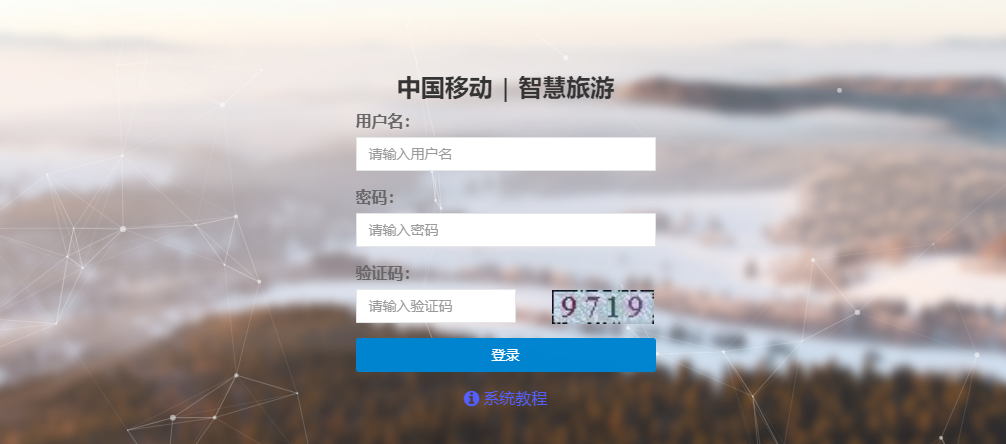 中国移动 | 智慧旅游
用户名：
请输入用户名
密码：
请输入密码
验证码：
请输入验证码 9719
登录
系统教程